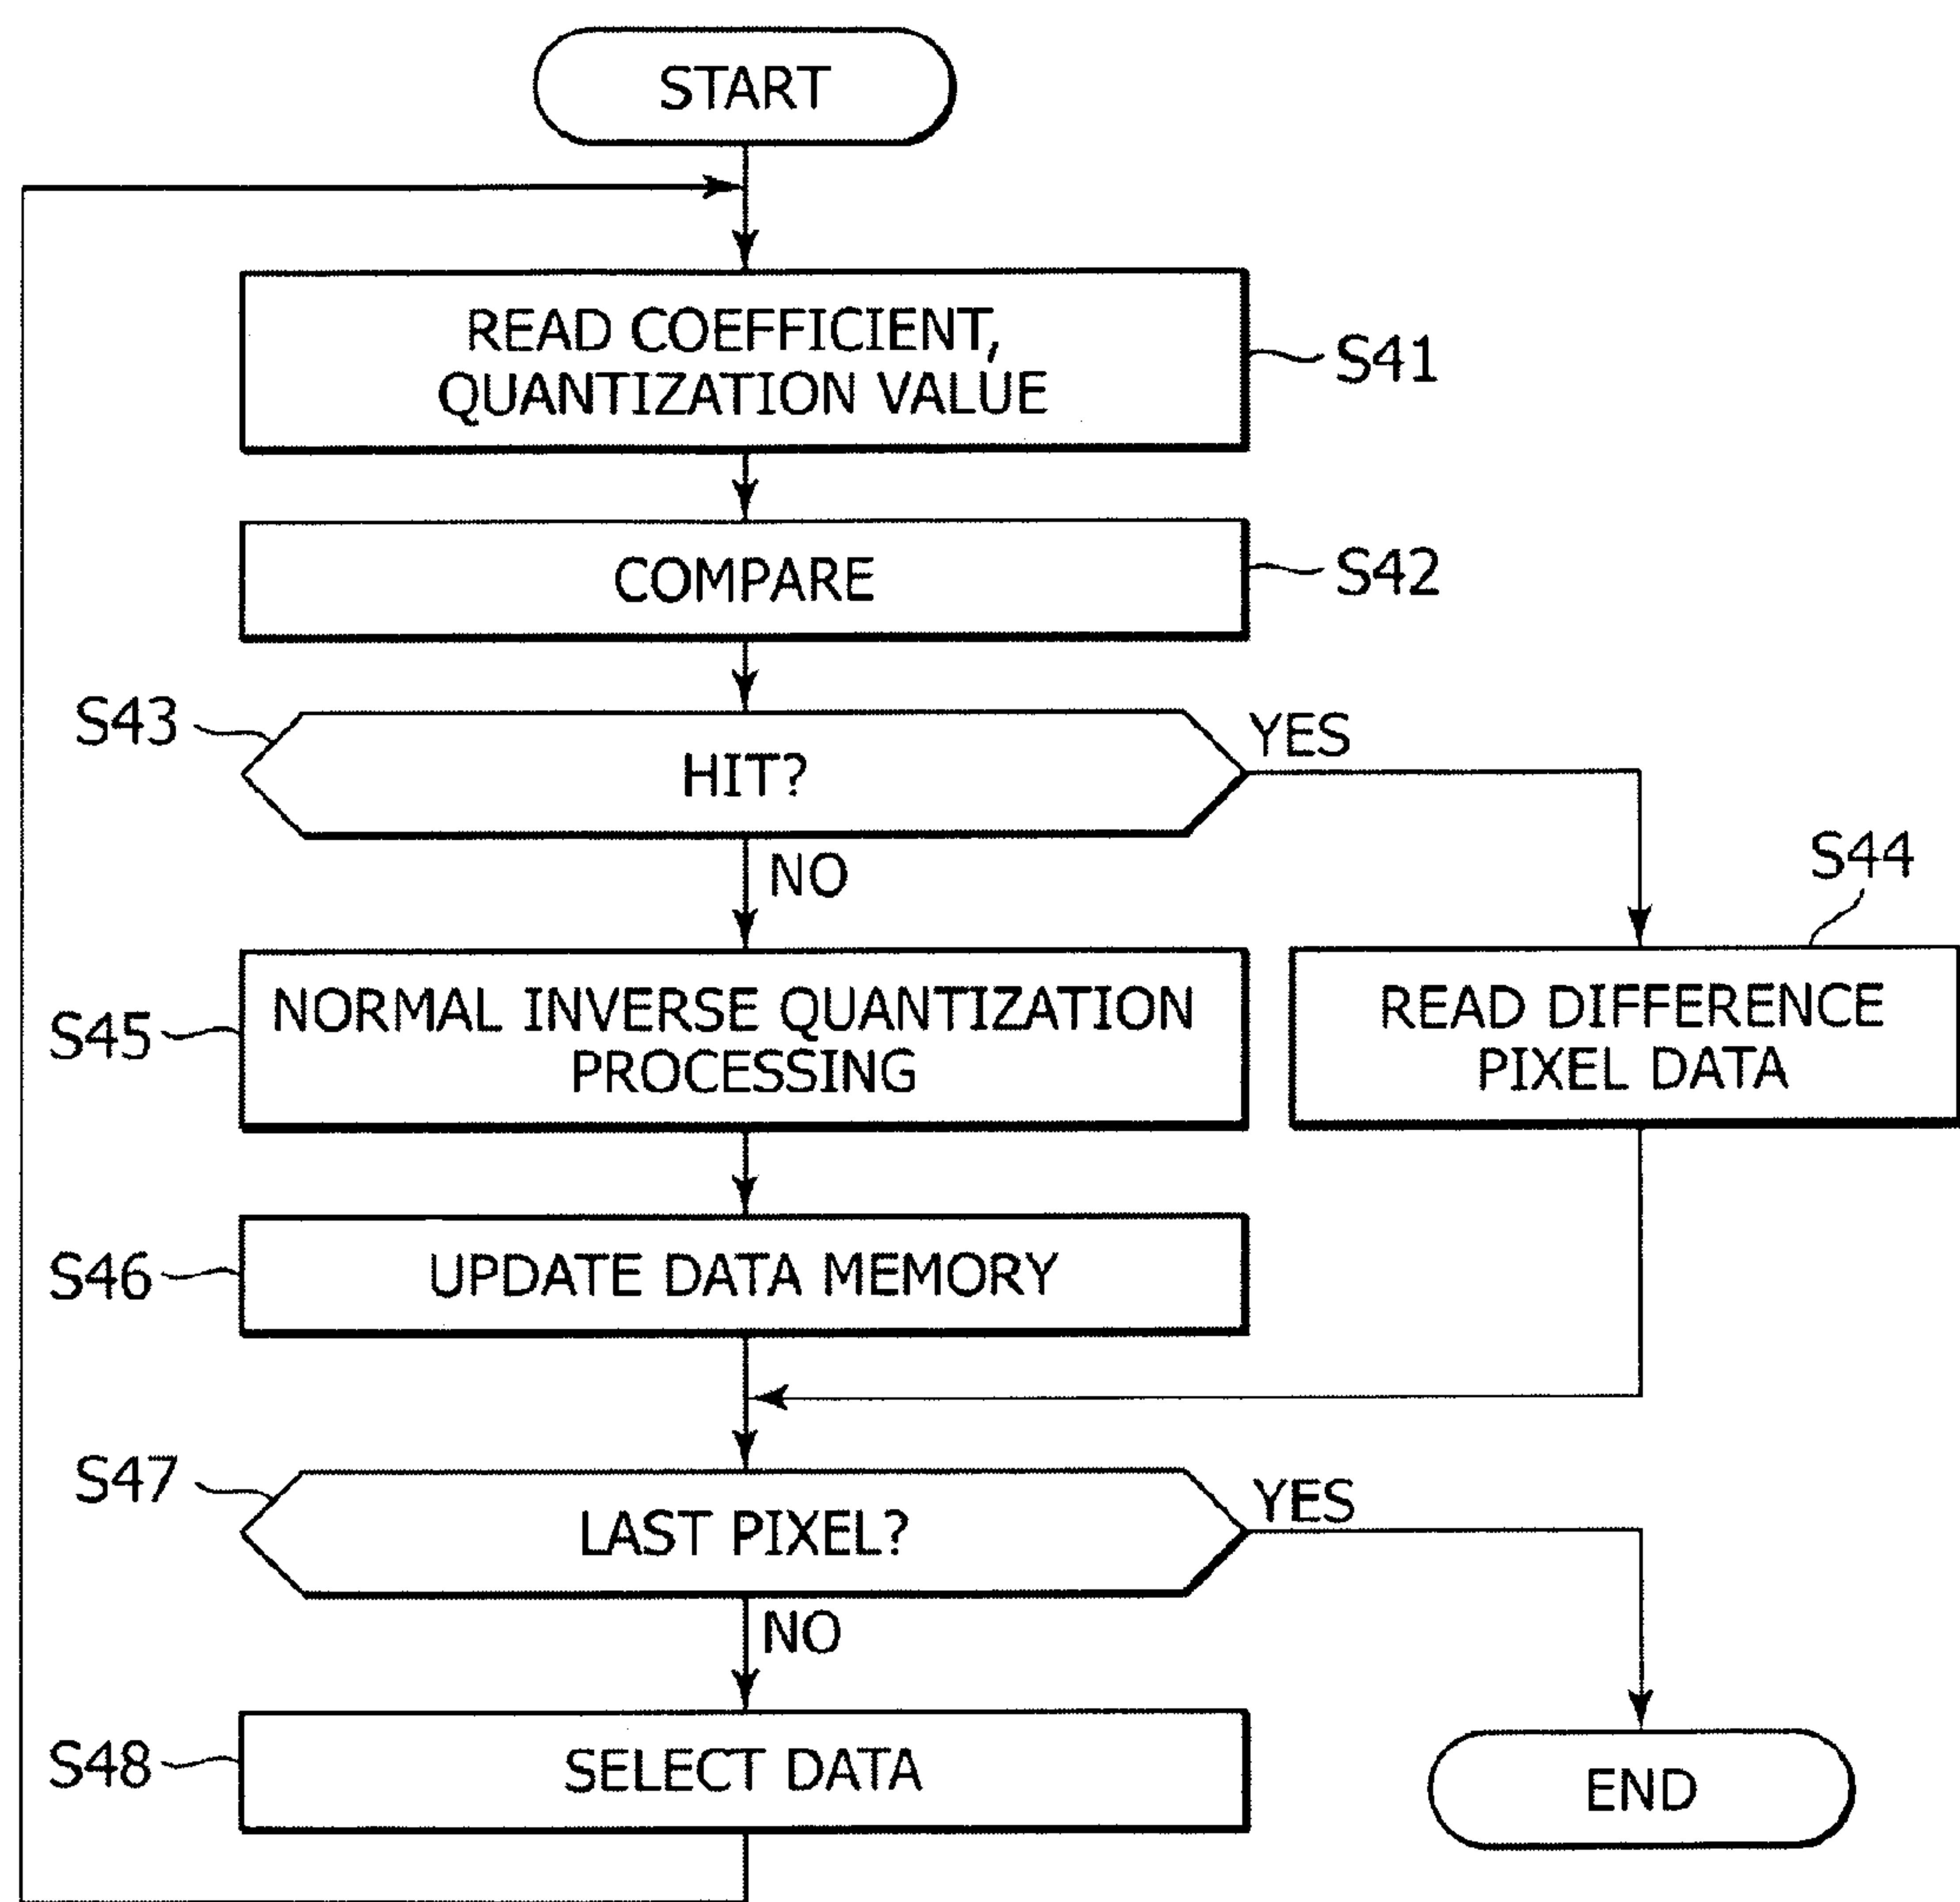 START
READ COEFFICIENT,
QUANTIZATION VALUE
S41
COMPARE
S42
S43
HIT?
YES
NO
S44
READ DIFFERENCE
PIXEL DATA
S45
NORMAL INVERSE QUANTIZATION
PROCESSING
S46
UPDATE DATA MEMORY
S47
LAST PIXEL?
YES
NO
S48
SELECT DATA
END